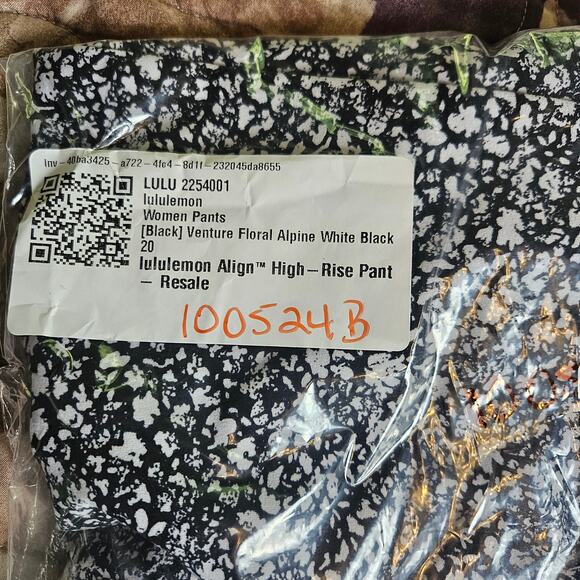 Inv-40ba3425-a722-4fe4-8d1f-232045da8655
LULU 2254001
lululemon
Women Pants
[Black] Venture Floral Alpine White Black
20
lululemon Align™ High-Rise Pant
- Resale
100524B